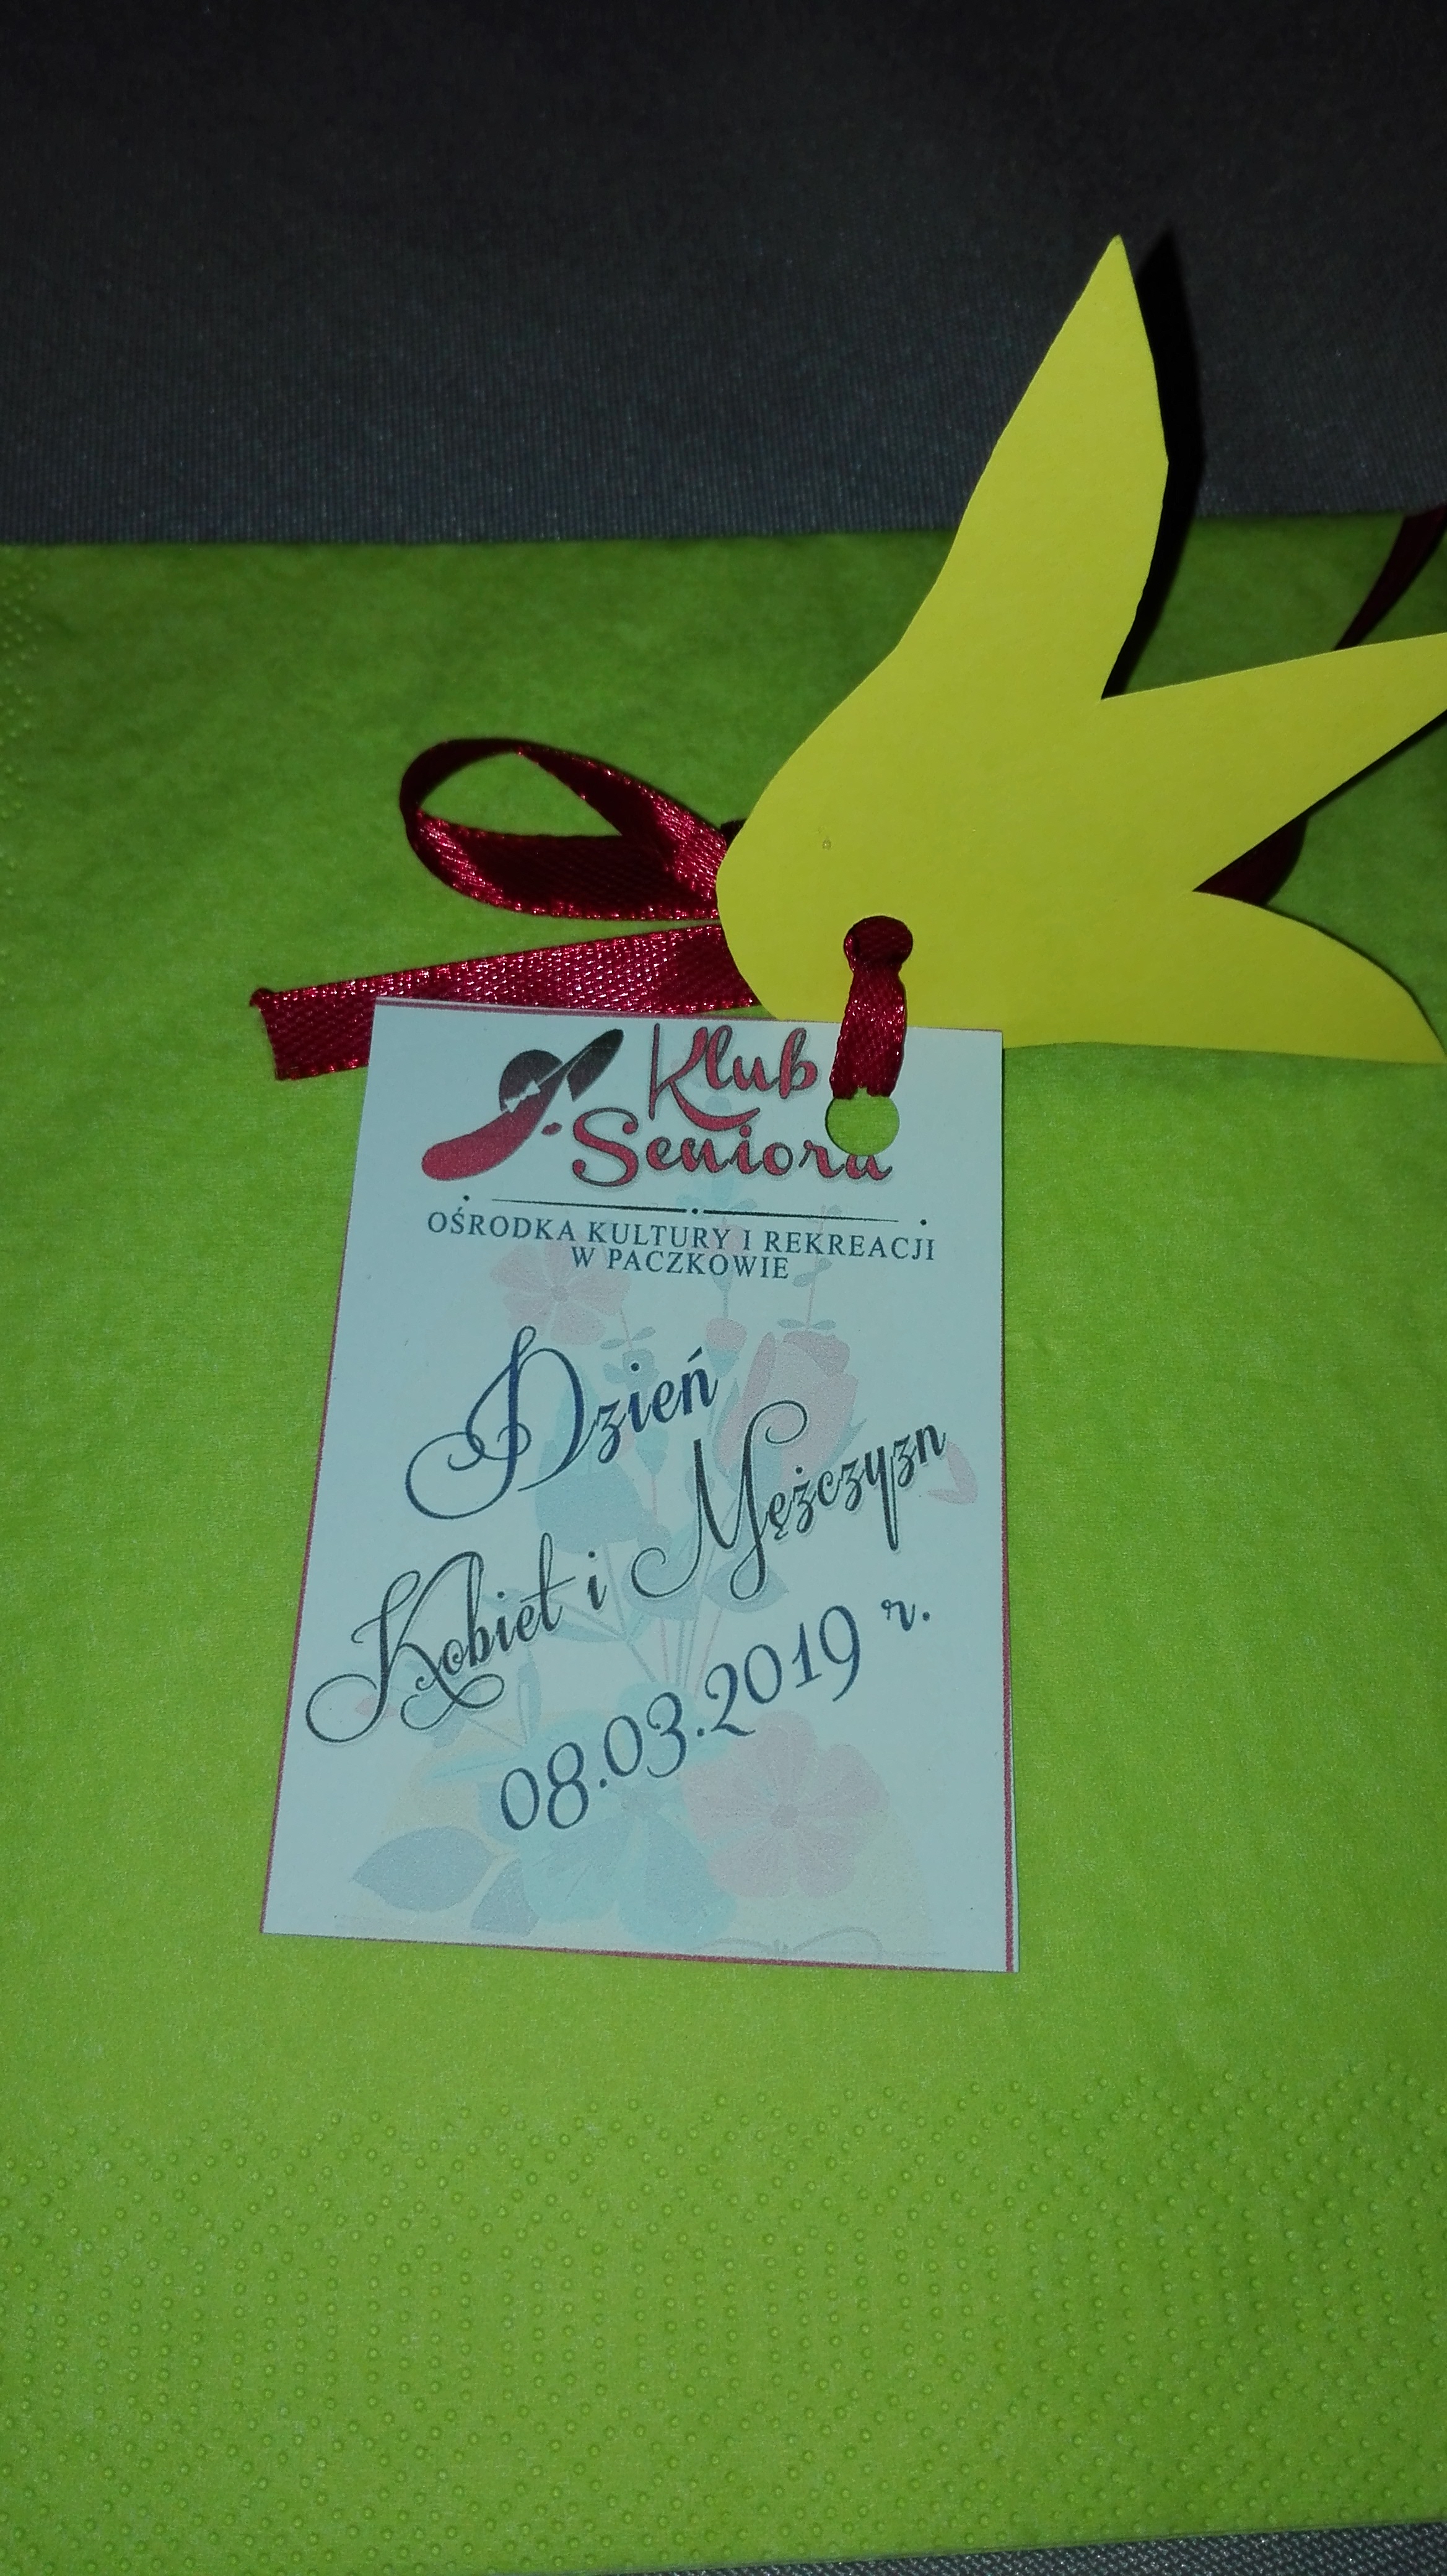 Klub
Seniora
OŚRODKA KULTURY I REKREACJI
W PACZKOWIE
Dzień
Kobiet i Mężczyzn
08.03.2019 r.